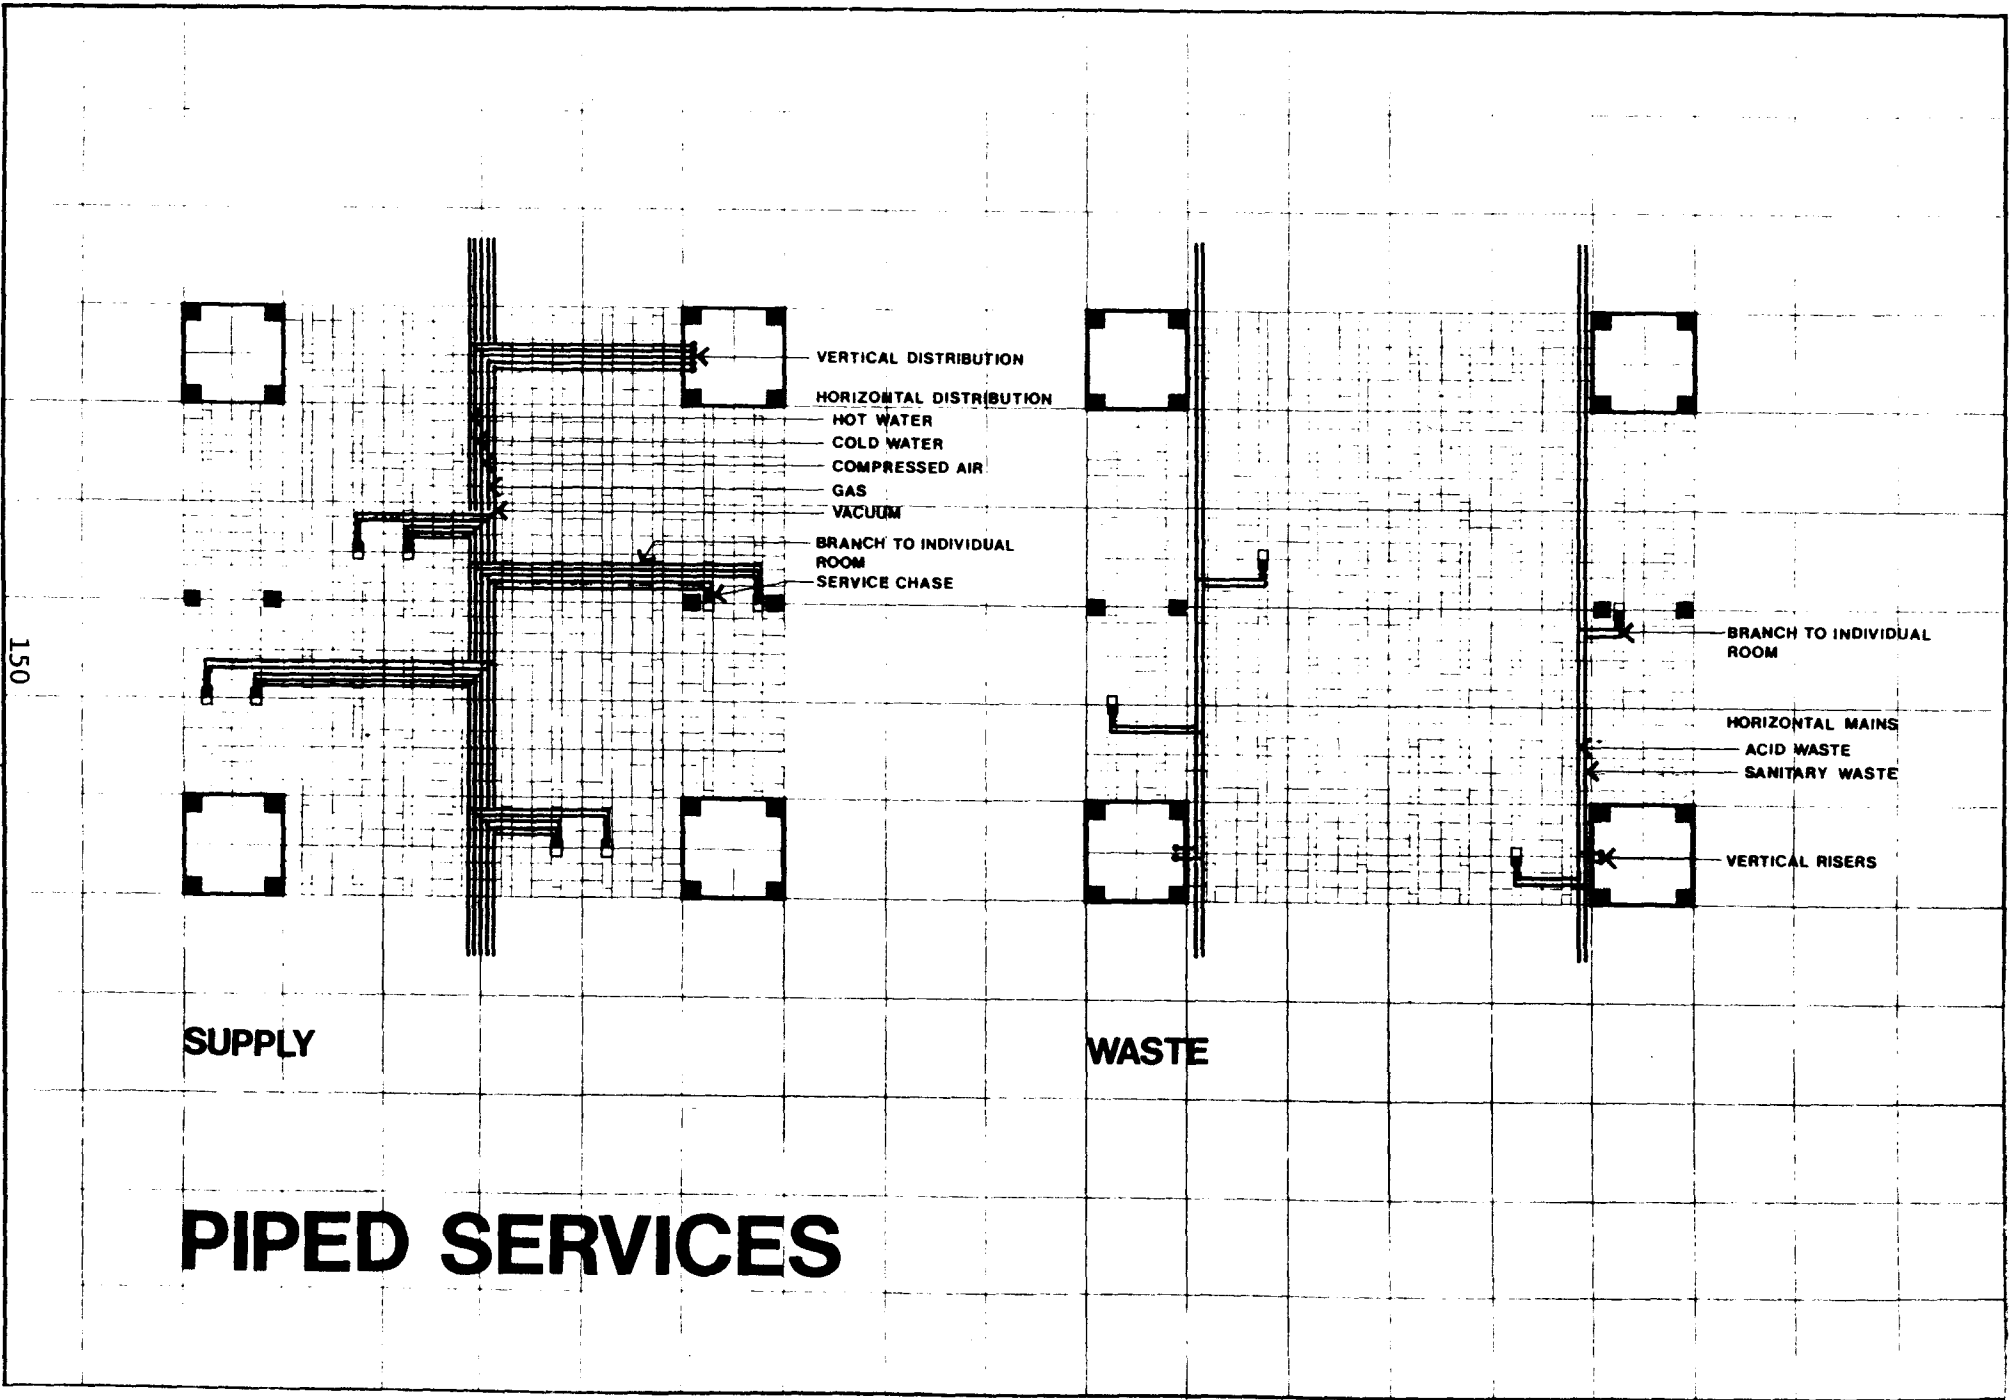 VERTICAL DISTRIBUTION
HORIZONTAL DISTRIBUTION
HOT WATER
COLD WATER
COMPRESSED AIR
GAS
VACUUM
BRANCH TO INDIVIDUAL
ROOM
SERVICE CHASE
BRANCH TO INDIVIDUAL
ROOM
HORIZONTAL MAINS
ACID WASTE
SANITARY WASTE
VERTICAL RISERS
150
SUPPLY
WASTE
PIPED SERVICES